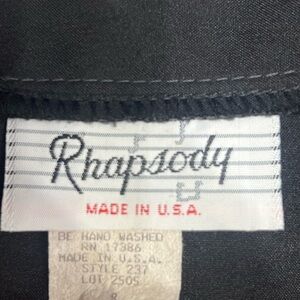 Rhapsody
MADE IN U.S.A.
BE HAND WASHED
RN 17386
MADE IN U.S.A.
STYLE 237
LOT 2505